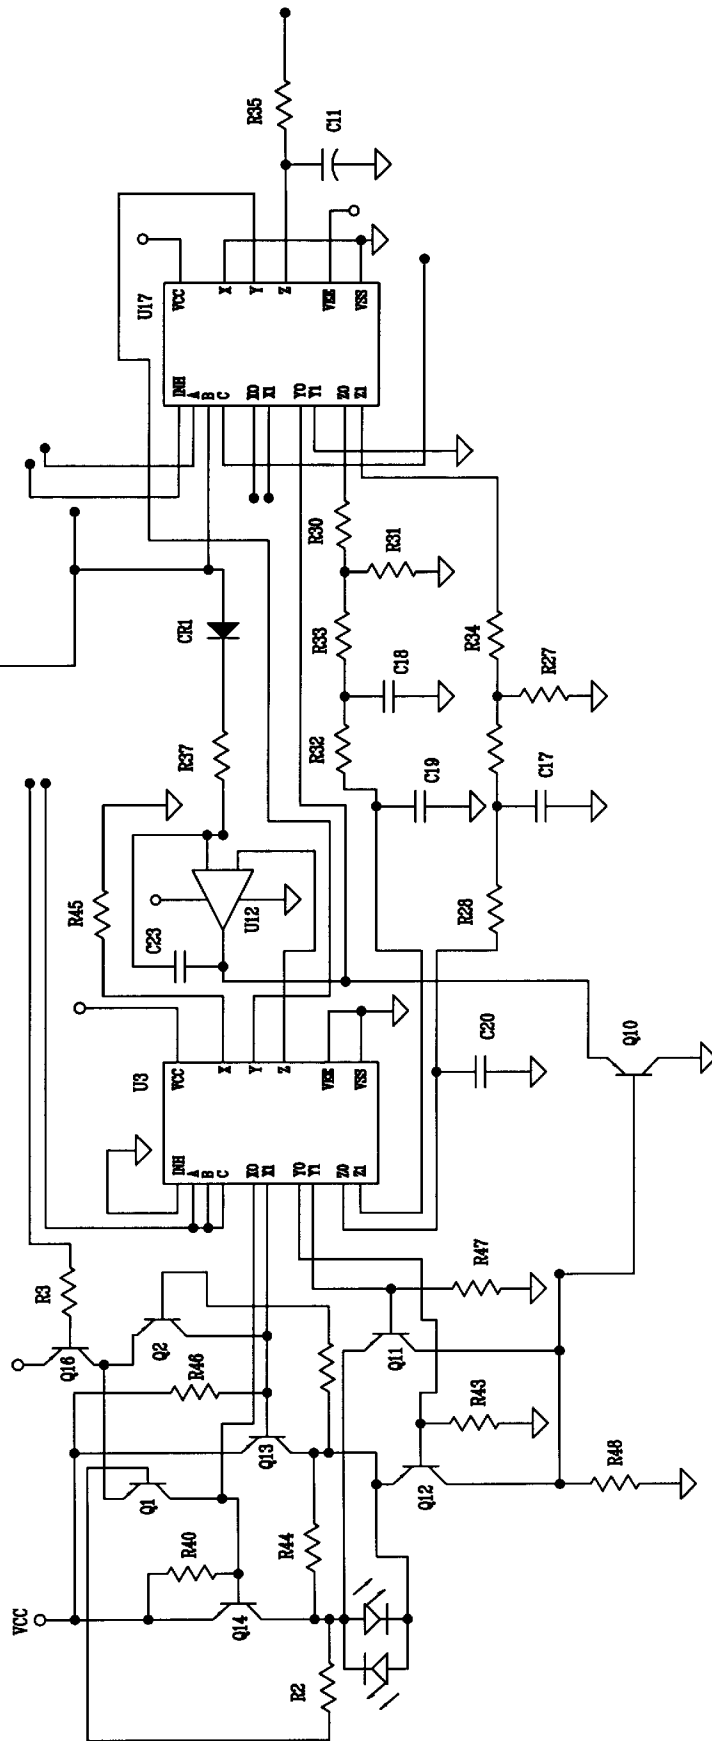 R35
C11
U17
VCC
X
Y
Z
VEE
VSS
INH
A
B
C
X0
X1
Y0
Y1
Z0
Z1
R30
R31
CR1
R33
R34
C18
R27
R37
R32
C19
C17
R45
U12
C23
R28
C20
Q10
U3
VCC
X
Y
Z
VEE
VSS
INH
A
B
C
X0
X1
Y0
Y1
Z0
Z1
R3
R47
Q16
Q2
R46
Q11
Q13
R43
Q1
Q12
R48
R40
R44
VCC
Q14
R2